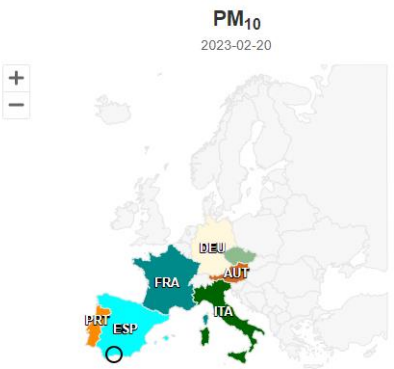 PM₁₀
2023-02-20
+
−
DEU
AUT
FRA
ITA
PRT
ESP